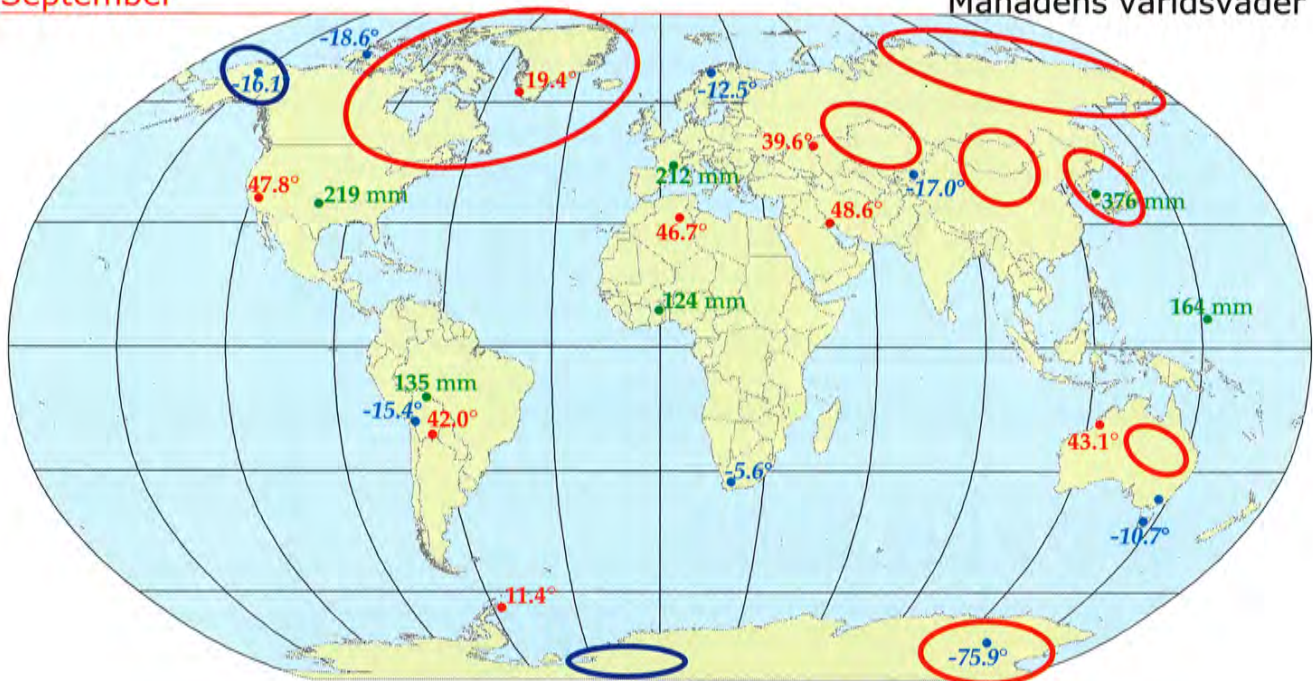 September
Månadens världsväder
-18.6°
-16.1
19.4°
-12.5°
39.6°
212 mm
-17.0°
47.8°
219 mm
376 mm
48.6°
46.7°
124 mm
164 mm
135 mm
-15.4°
42.0°
43.1°
-5.6°
-10.7°
11.4°
-75.9°